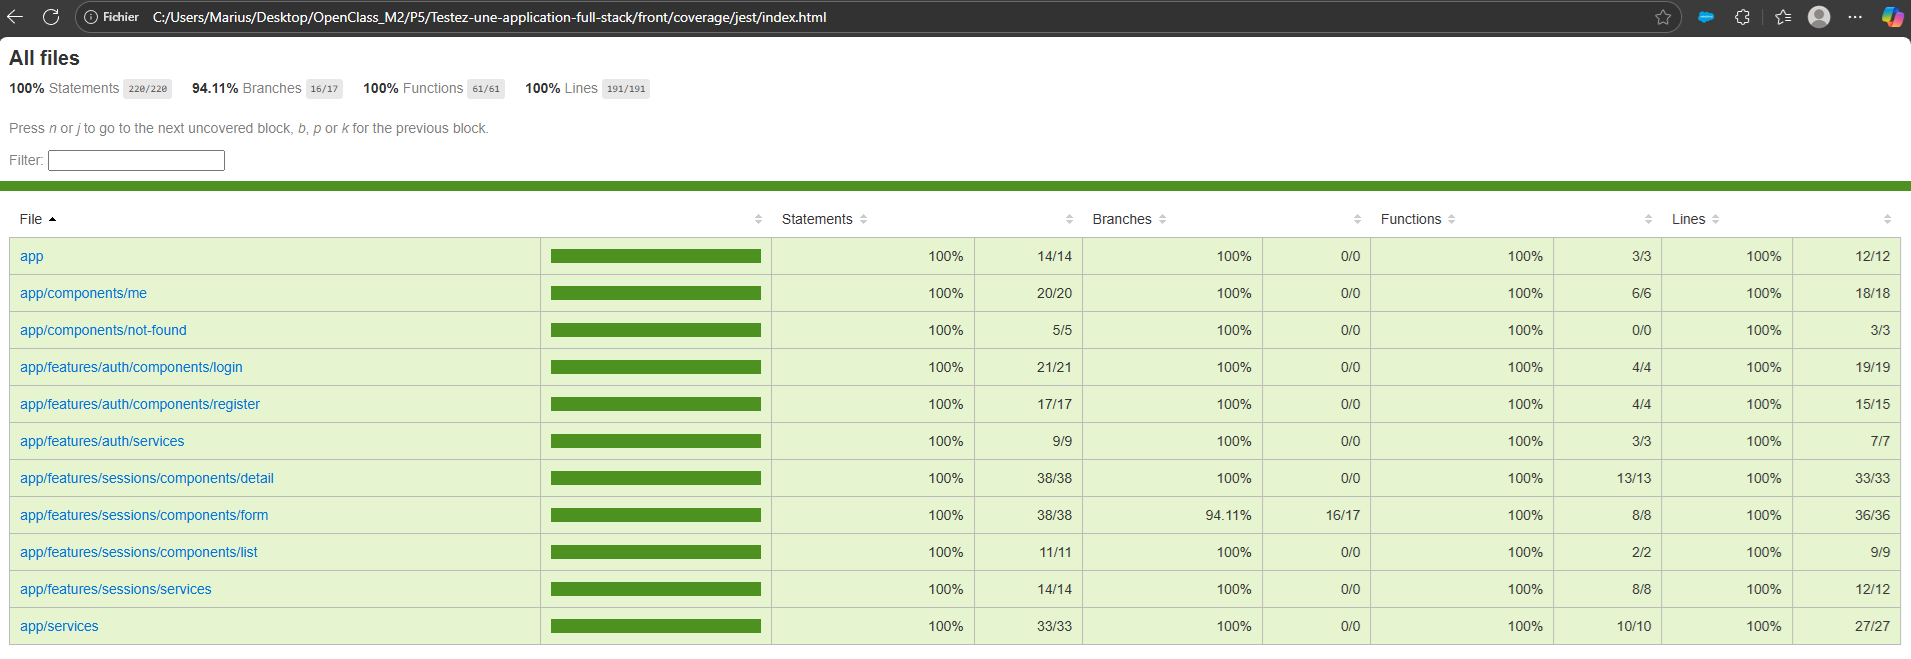 Fichier C:/Users/Marius/Desktop/OpenClass_M2/P5/Testez-une-application-full-stack/front/coverage/jest/index.html
All files
100% Statements 220/220 94.11% Branches 16/17 100% Functions 61/61 100% Lines 191/191
Press n or j to go to the next uncovered block, b, p or k for the previous block.
Filter:
File Statements Branches Functions Lines
app 100% 14/14 100% 0/0 100% 3/3 100% 12/12
app/components/me 100% 20/20 100% 0/0 100% 6/6 100% 18/18
app/components/not-found 100% 5/5 100% 0/0 100% 0/0 100% 3/3
app/features/auth/components/login 100% 21/21 100% 0/0 100% 4/4 100% 19/19
app/features/auth/components/register 100% 17/17 100% 0/0 100% 4/4 100% 15/15
app/features/auth/services 100% 9/9 100% 0/0 100% 3/3 100% 7/7
app/features/sessions/components/detail 100% 38/38 100% 0/0 100% 13/13 100% 33/33
app/features/sessions/components/form 100% 38/38 94.11% 16/17 100% 8/8 100% 36/36
app/features/sessions/components/list 100% 11/11 100% 0/0 100% 2/2 100% 9/9
app/features/sessions/services 100% 14/14 100% 0/0 100% 8/8 100% 12/12
app/services 100% 33/33 100% 0/0 100% 10/10 100% 27/27